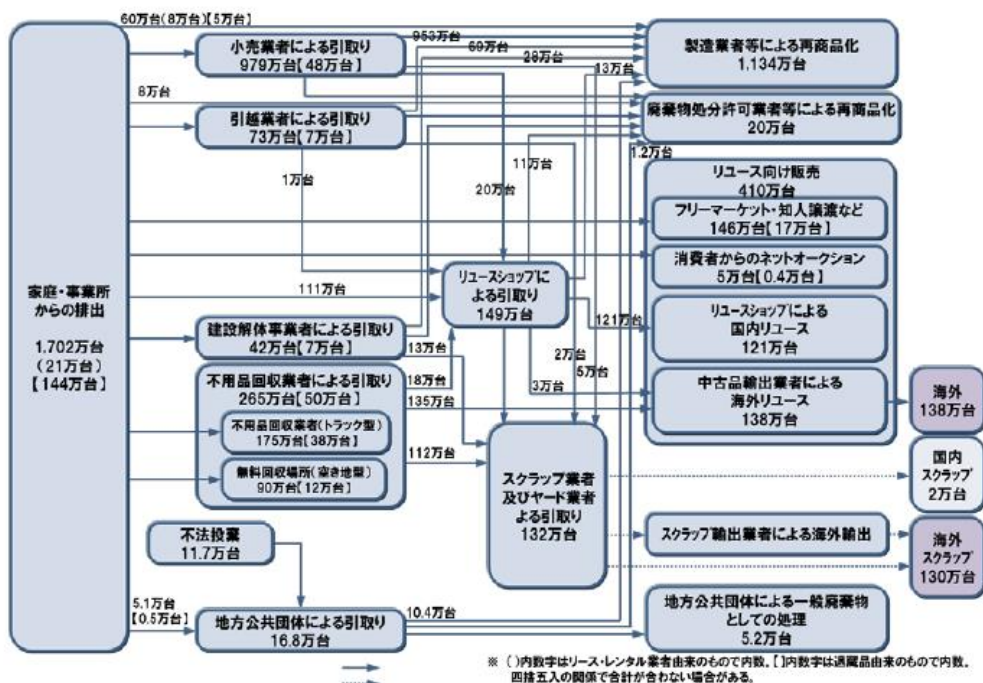 60万台(8万台)【5万台】
小売業者による引取り
979万台【48万台】
953万台
69万台
28万台
13万台
製造業者等による再商品化
1,134万台
8万台
引越業者による引取り
73万台【7万台】
廃棄物処分許可業者等による再商品化
20万台
1.2万台
11万台
1万台
20万台
リユース向け販売
410万台
フリーマーケット・知人譲渡など
146万台【17万台】
消費者からのネットオークション
5万台【0.4万台】
家庭・事業所
からの排出
1,702万台
(21万台)
【144万台】
111万台
リユースショップに
よる引取り
149万台
121万台
リユースショップによる
国内リユース
121万台
建設解体事業者による引取り
42万台【7万台】
13万台
2万台
5万台
3万台
不用品回収業者による引取り
265万台【50万台】
18万台
135万台
中古品輸出業者による
海外リユース
138万台
海外
138万台
不用品回収業者(トラック型)
175万台【38万台】
無料回収場所(空き地型)
90万台【12万台】
112万台
スクラップ業者
及びヤード業者
による引取り
132万台
国内
スクラップ
2万台
不法投棄
11.7万台
スクラップ輸出業者による海外輸出
海外
スクラップ
130万台
5.1万台
【0.5万台】
地方公共団体による引取り
16.8万台
10.4万台
地方公共団体による一般廃棄物
としての処理
5.2万台
※ ( )内数字はリース・レンタル業者由来のもので内数。【 】内数字は退蔵品由来のもので内数。
四捨五入の関係で合計が合わない場合がある。